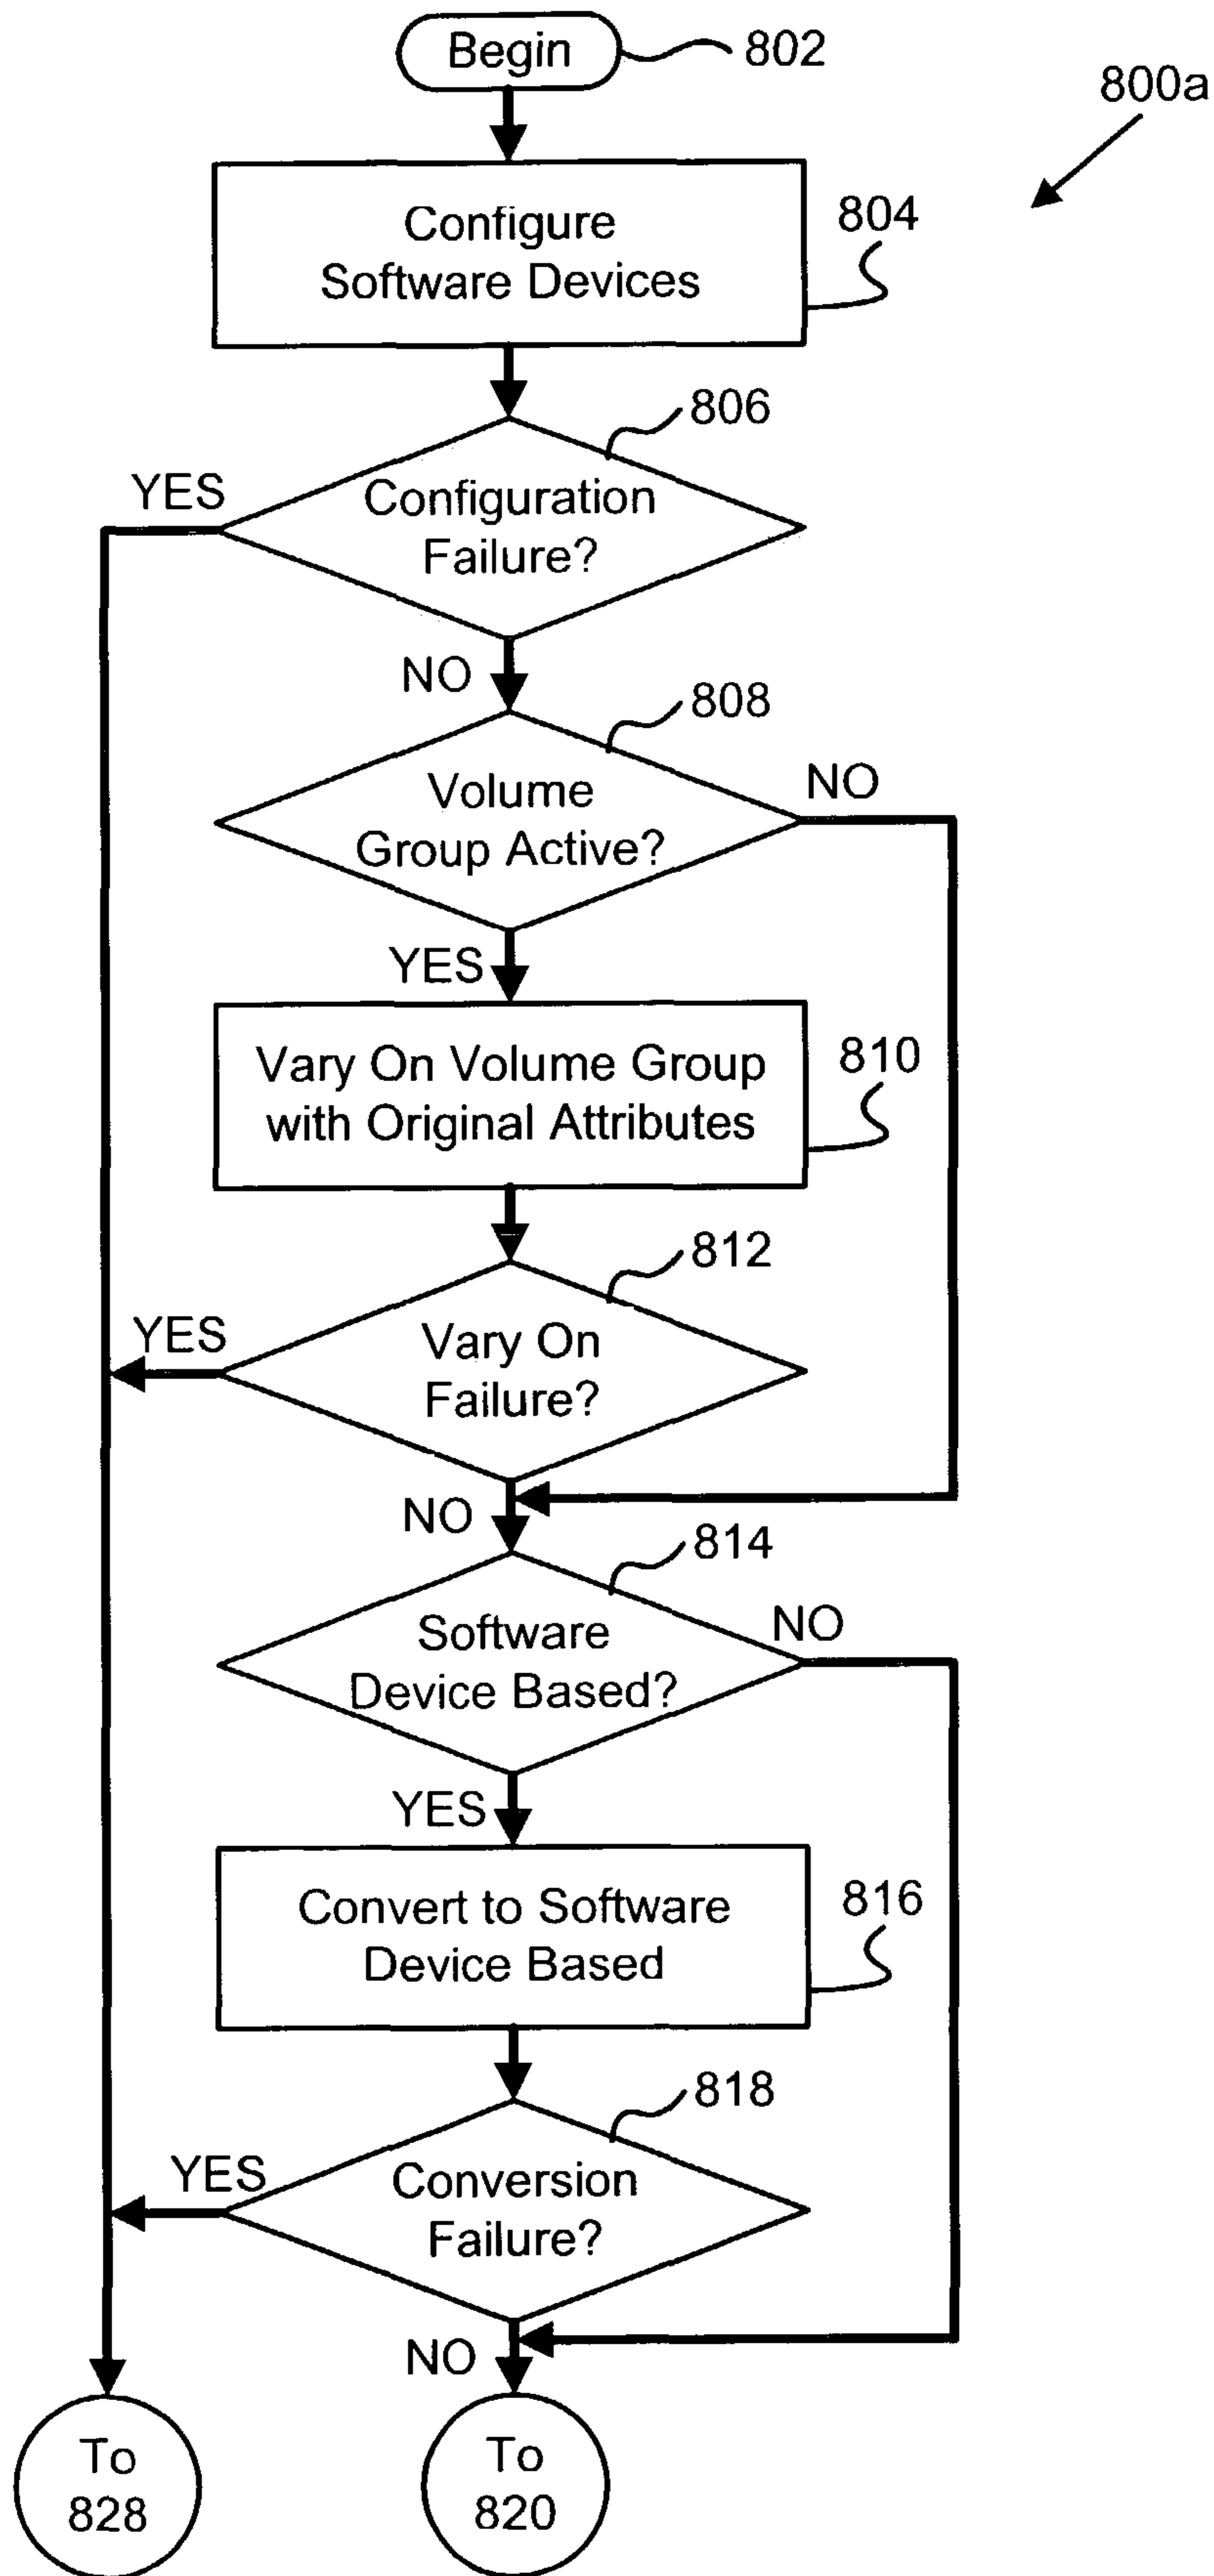 Begin
802
800a
Configure
Software Devices
804
806
YES
Configuration
Failure?
NO
808
Volume
Group Active?
NO
YES
Vary On Volume Group
with Original Attributes
810
812
YES
Vary On
Failure?
NO
814
Software
Device Based?
NO
YES
Convert to Software
Device Based
816
818
YES
Conversion
Failure?
NO
To
828
To
820